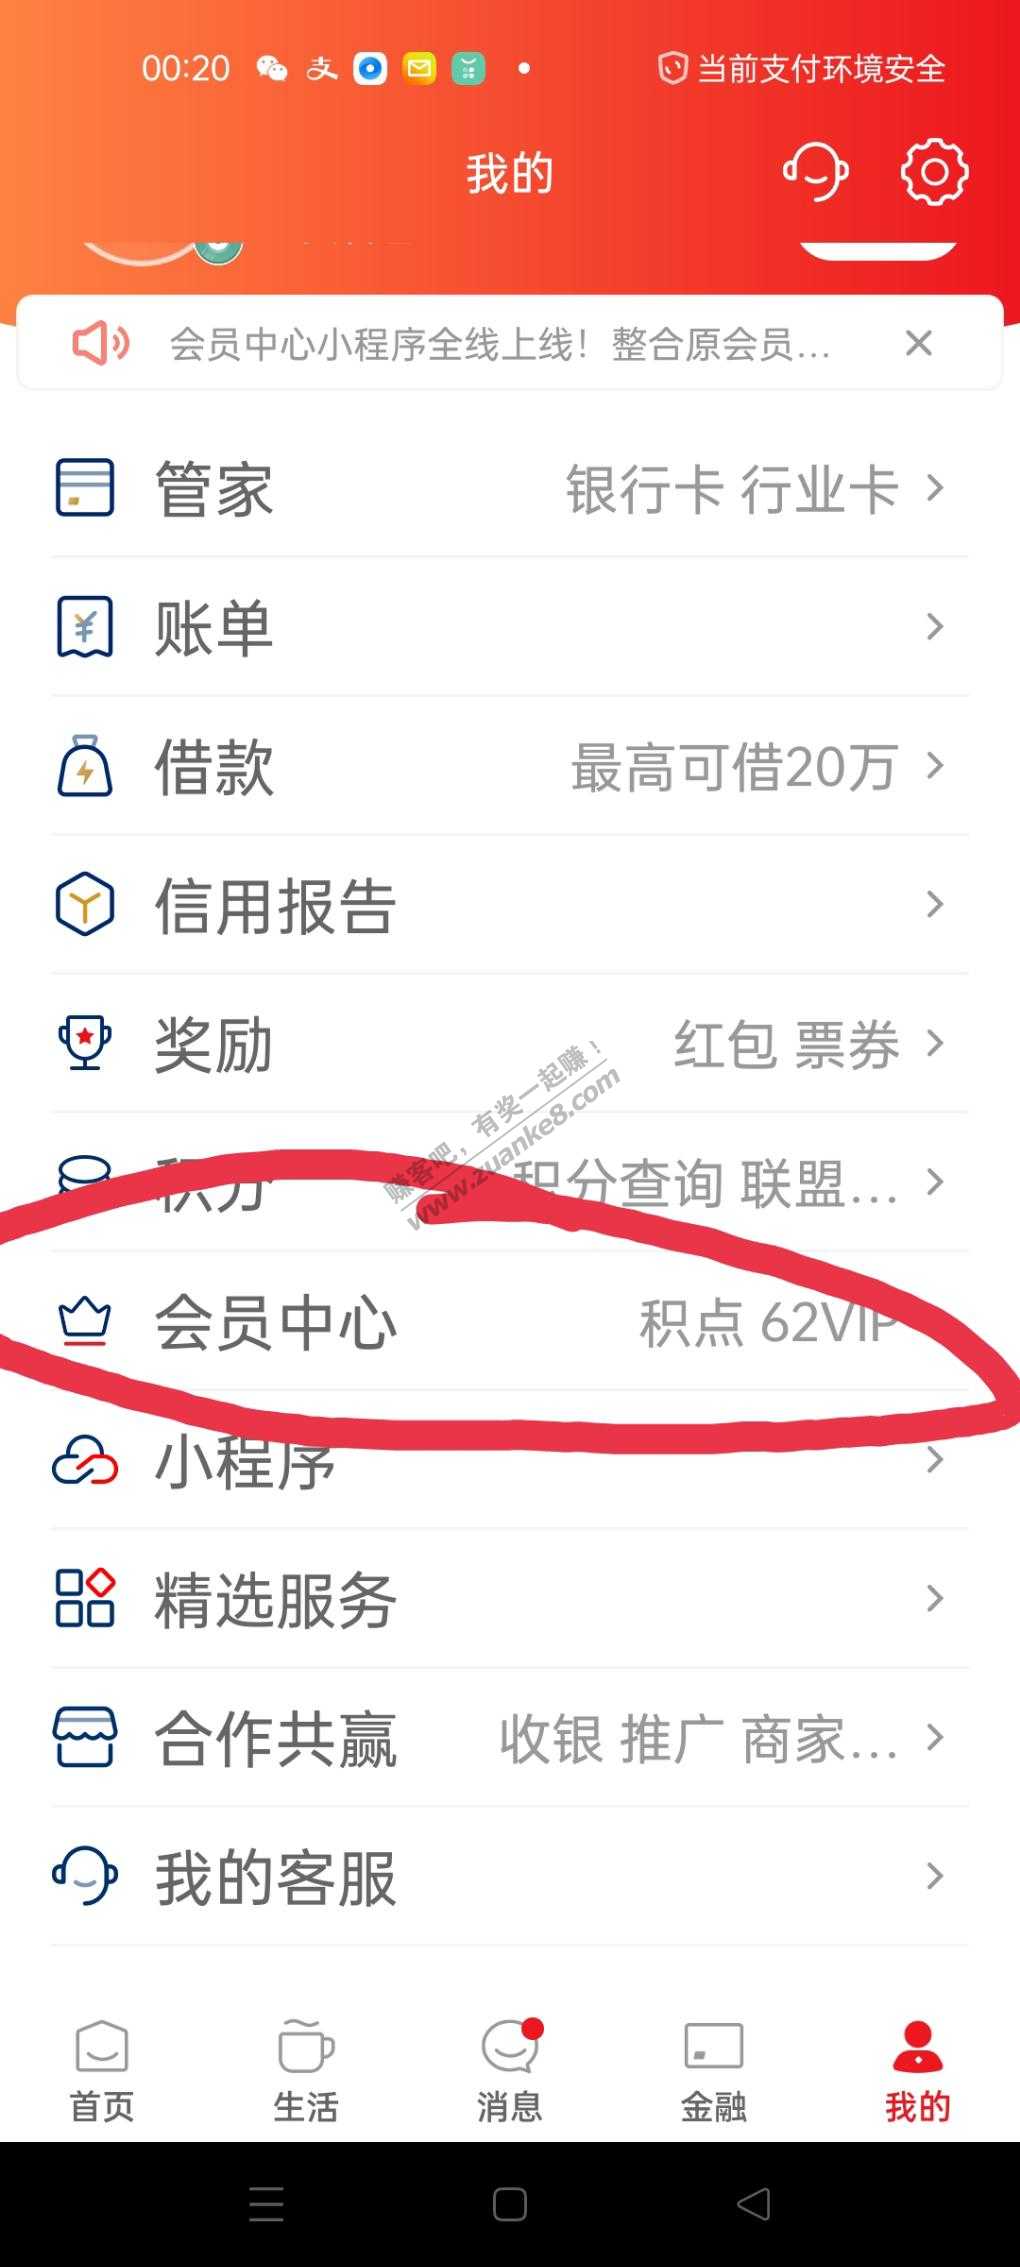 00:20 支 当前支付环境安全
我的
会员中心小程序全线上线！整合原会员...
管家 银行卡 行业卡
账单
借款 最高可借20万
信用报告
奖励 红包 票券
赚客吧，有奖一起赚！
www.zuanke8.com
积分 积分查询 联盟...
会员中心 积点 62VIP
小程序
精选服务
合作共赢 收银 推广 商家...
我的客服
首页 生活 消息 金融 我的